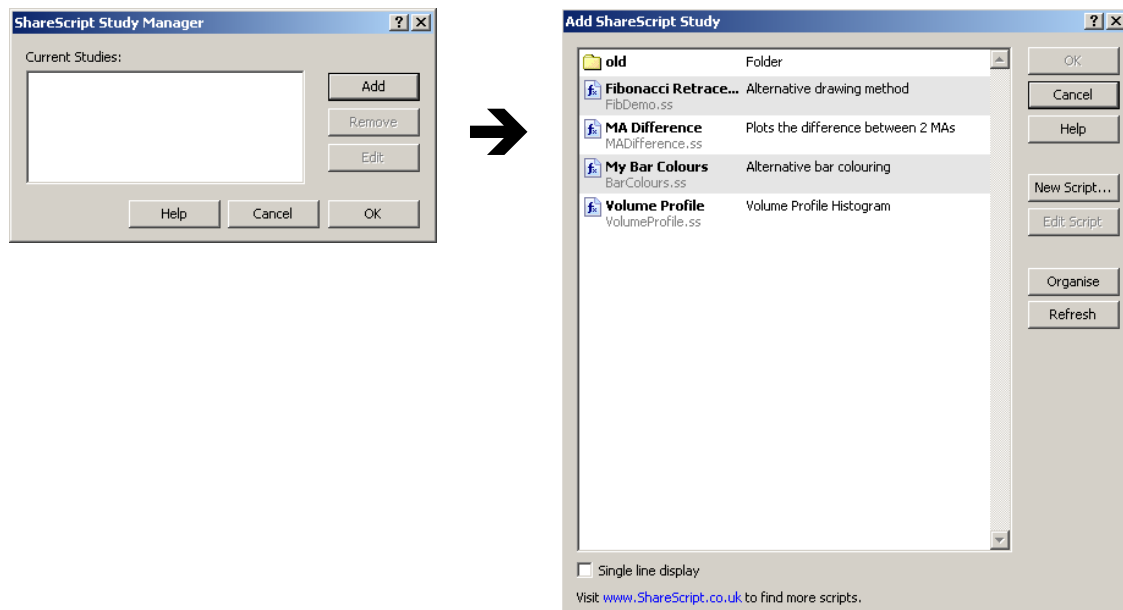 ShareScript Study Manager
Current Studies:
Add
Remove
Edit
Help
Cancel
OK
Add ShareScript Study
old Folder
Fibonacci Retrace... Alternative drawing method
FibDemo.ss
MA Difference Plots the difference between 2 MAs
MADifference.ss
My Bar Colours Alternative bar colouring
BarColours.ss
Volume Profile Volume Profile Histogram
VolumeProfile.ss
OK
Cancel
Help
New Script...
Edit Script
Organise
Refresh
Single line display
Visit www.ShareScript.co.uk to find more scripts.